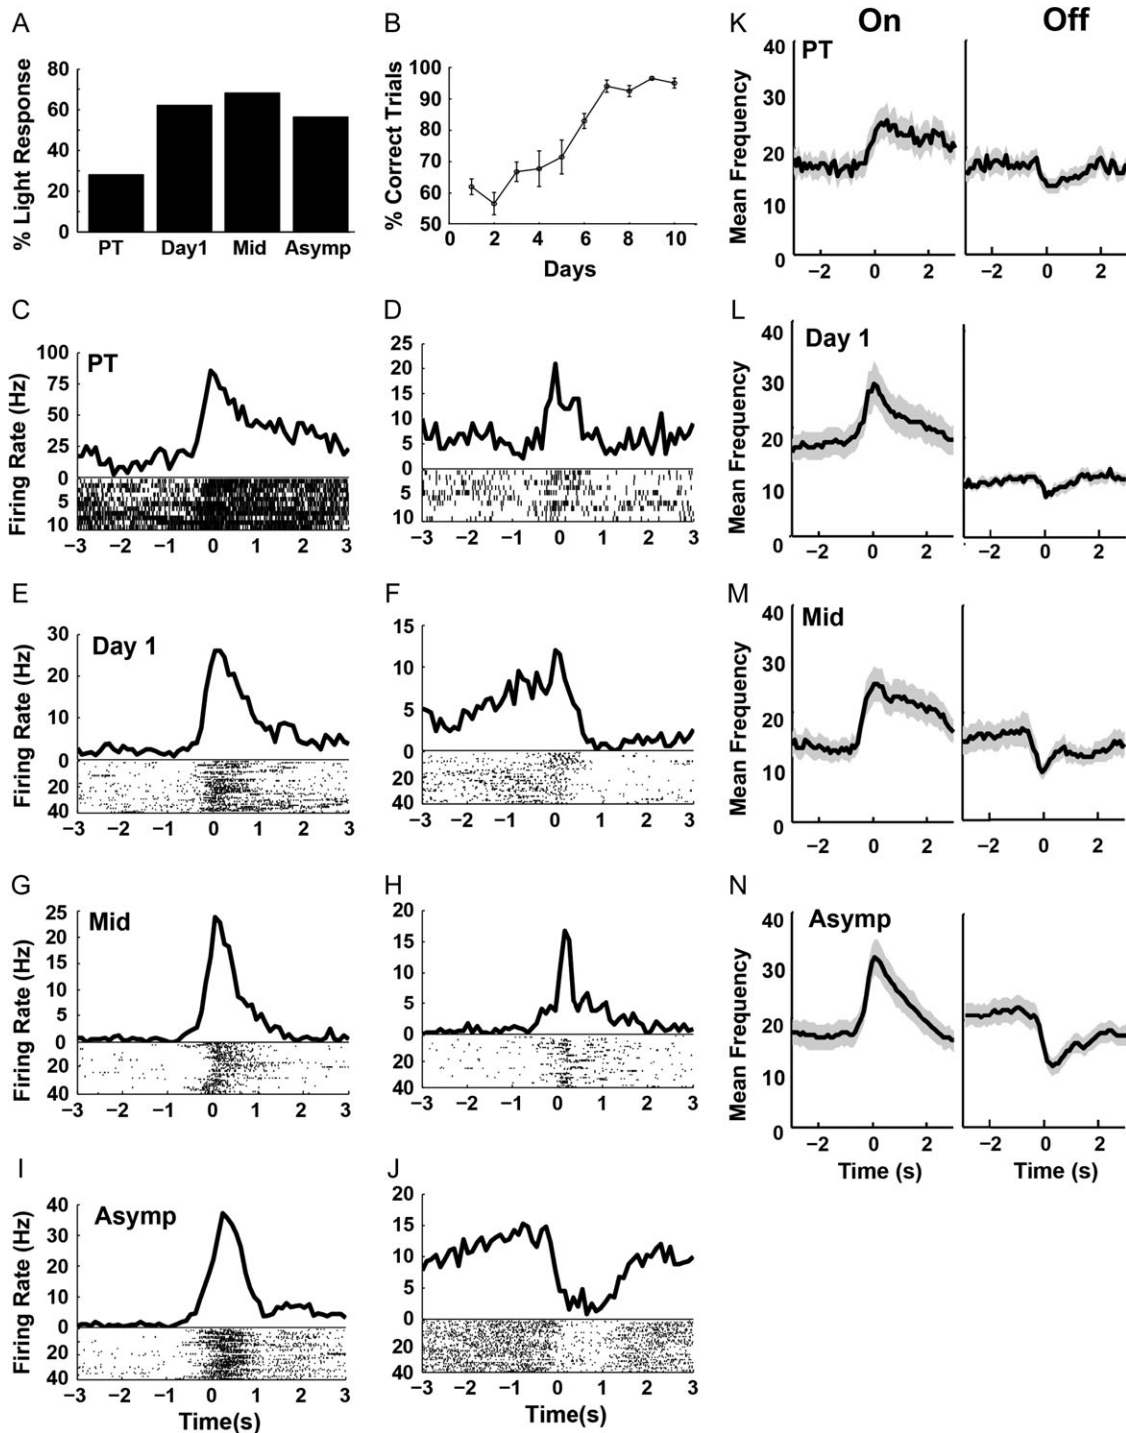 A
% Light Response
80
60
40
20
0
PT Day1 Mid Asymp
B
% Correct Trials
100
90
80
70
60
50
0 2 4 6 8 10
Days
C
PT
Firing Rate (Hz)
100
75
50
25
0
5
10
−3 −2 −1 0 1 2 3
D
25
20
15
10
5
0
5
10
−3 −2 −1 0 1 2 3
E
Day 1
Firing Rate (Hz)
30
20
10
0
20
40
−3 −2 −1 0 1 2 3
F
15
10
5
0
20
40
−3 −2 −1 0 1 2 3
G
Mid
Firing Rate (Hz)
25
20
15
10
5
0
20
40
−3 −2 −1 0 1 2 3
H
20
15
10
5
0
20
40
−3 −2 −1 0 1 2 3
I
Asymp
Firing Rate (Hz)
50
40
30
20
10
0
20
40
−3 −2 −1 0 1 2 3
Time(s)
J
20
15
10
5
0
20
40
−3 −2 −1 0 1 2 3
Time(s)
On Off
K
PT
Mean Frequency
40
30
20
10
0
−2 0 2 −2 0 2
L
Day 1
Mean Frequency
40
30
20
10
0
−2 0 2 −2 0 2
M
Mid
Mean Frequency
40
30
20
10
0
−2 0 2 −2 0 2
N
Asymp
Mean Frequency
40
30
20
10
0
−2 0 2 −2 0 2
Time (s) Time (s)